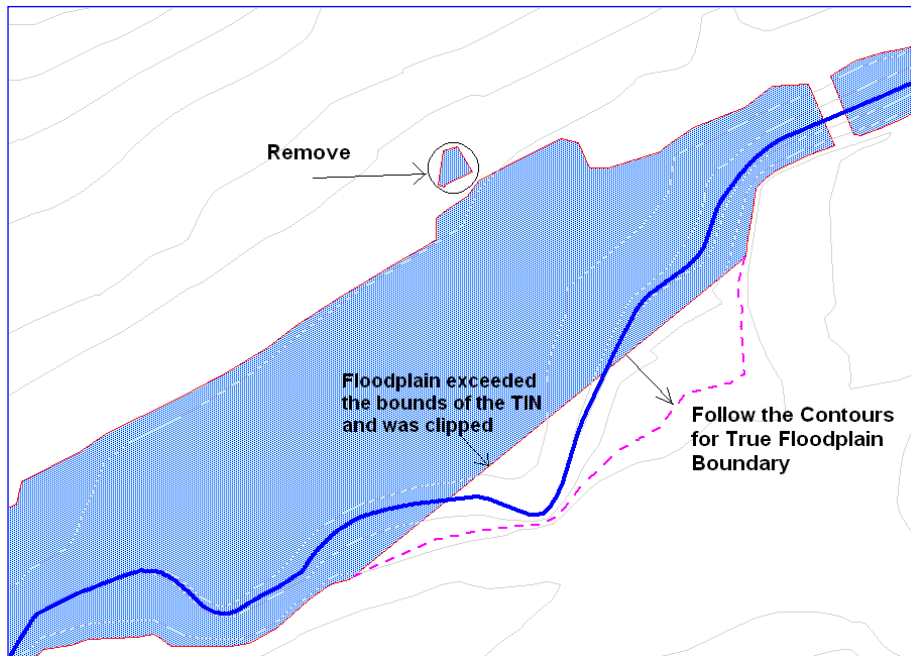 Remove
Floodplain exceeded
the bounds of the TIN
and was clipped
Follow the Contours
for True Floodplain
Boundary